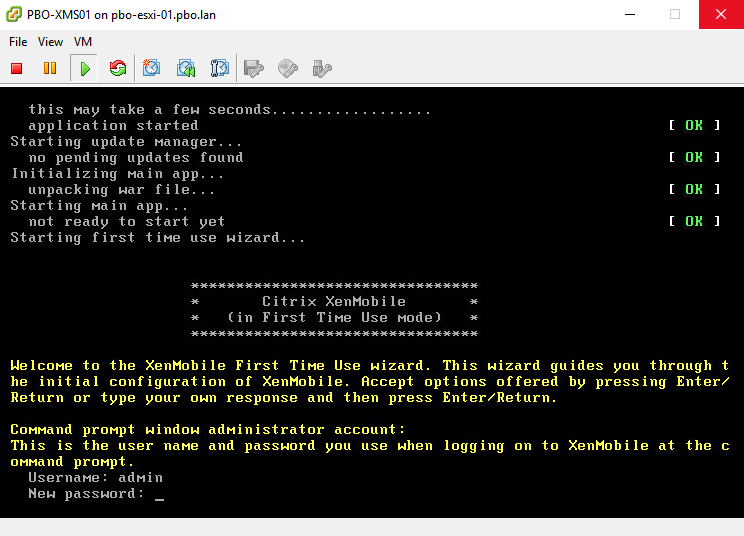 PBO-XMS01 on pbo-esxi-01.pbo.lan
File View VM
this may take a few seconds..................
application started [ OK ]
Starting update manager...
no pending updates found [ OK ]
Initializing main app...
unpacking war file... [ OK ]
Starting main app...
not ready to start yet [ OK ]
Starting first time use wizard...
********************************
* Citrix XenMobile *
* (in First Time Use mode) *
********************************
Welcome to the XenMobile First Time Use wizard. This wizard guides you through t
he initial configuration of XenMobile. Accept options offered by pressing Enter/
Return or type your own response and then press Enter/Return.
Command prompt window administrator account:
This is the user name and password you use when logging on to XenMobile at the c
ommand prompt.
Username: admin
New password: _